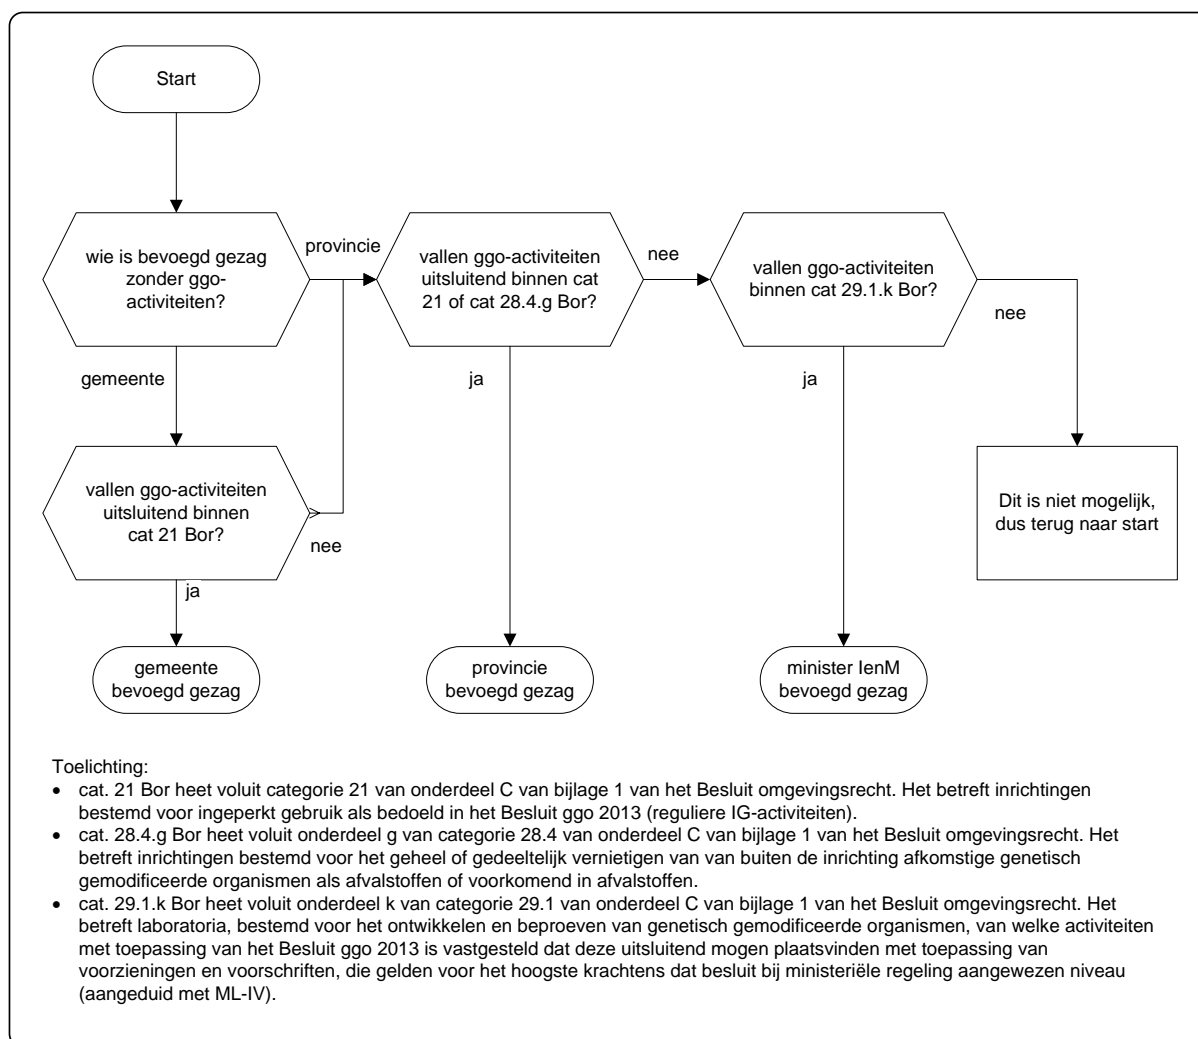 Start
wie is bevoegd gezag
zonder ggo-
activiteiten?
provincie
vallen ggo-activiteiten
uitsluitend binnen cat
21 of cat 28.4.g Bor?
nee
vallen ggo-activiteiten
binnen cat 29.1.k Bor?
nee
gemeente
ja
ja
vallen ggo-activiteiten
uitsluitend binnen
cat 21 Bor?
nee
Dit is niet mogelijk,
dus terug naar start
ja
gemeente
bevoegd gezag
provincie
bevoegd gezag
minister IenM
bevoegd gezag
Toelichting:
• cat. 21 Bor heet voluit categorie 21 van onderdeel C van bijlage 1 van het Besluit omgevingsrecht. Het betreft inrichtingen
bestemd voor ingeperkt gebruik als bedoeld in het Besluit ggo 2013 (reguliere IG-activiteiten).
• cat. 28.4.g Bor heet voluit onderdeel g van categorie 28.4 van onderdeel C van bijlage 1 van het Besluit omgevingsrecht. Het
betreft inrichtingen bestemd voor het geheel of gedeeltelijk vernietigen van van buiten de inrichting afkomstige genetisch
gemodificeerde organismen als afvalstoffen of voorkomend in afvalstoffen.
• cat. 29.1.k Bor heet voluit onderdeel k van categorie 29.1 van onderdeel C van bijlage 1 van het Besluit omgevingsrecht. Het
betreft laboratoria, bestemd voor het ontwikkelen en beproeven van genetisch gemodificeerde organismen, van welke activiteiten
met toepassing van het Besluit ggo 2013 is vastgesteld dat deze uitsluitend mogen plaatsvinden met toepassing van
voorzieningen en voorschriften, die gelden voor het hoogste krachtens dat besluit bij ministeriële regeling aangewezen niveau
(aangeduid met ML-IV).